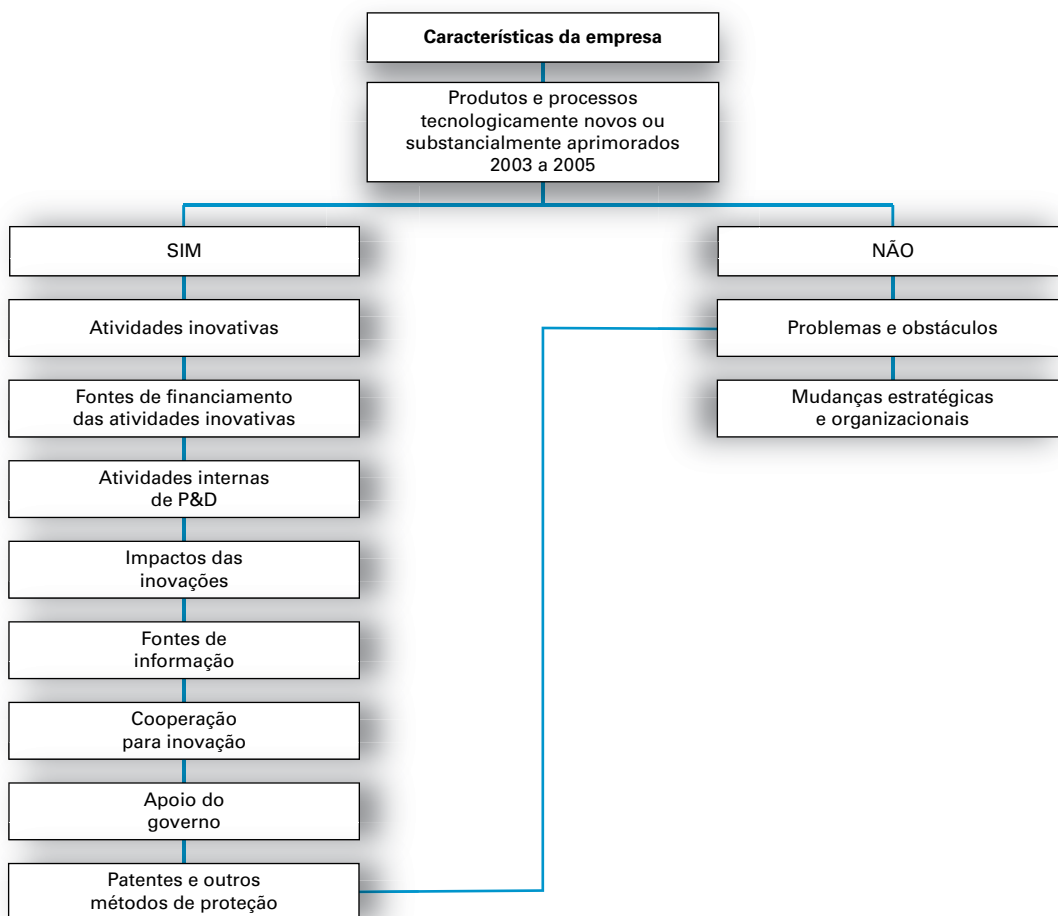 Características da empresa
Produtos e processos
tecnologicamente novos ou
substancialmente aprimorados
2003 a 2005
SIM
NÃO
Atividades inovativas
Problemas e obstáculos
Fontes de financiamento
das atividades inovativas
Mudanças estratégicas
e organizacionais
Atividades internas
de P&D
Impactos das
inovações
Fontes de
informação
Cooperação
para inovação
Apoio do
governo
Patentes e outros
métodos de proteção